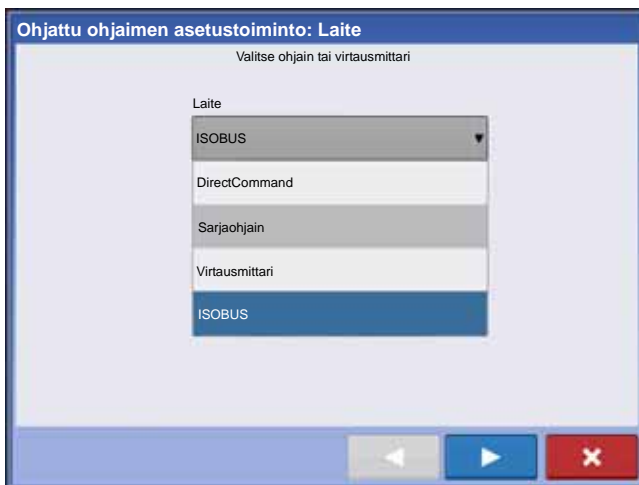 Ohjattu ohjaimen asetustoiminto: Laite
Valitse ohjain tai virtausmittari
Laite
ISOBUS
DirectCommand
Sarjaohjain
Virtausmittari
ISOBUS